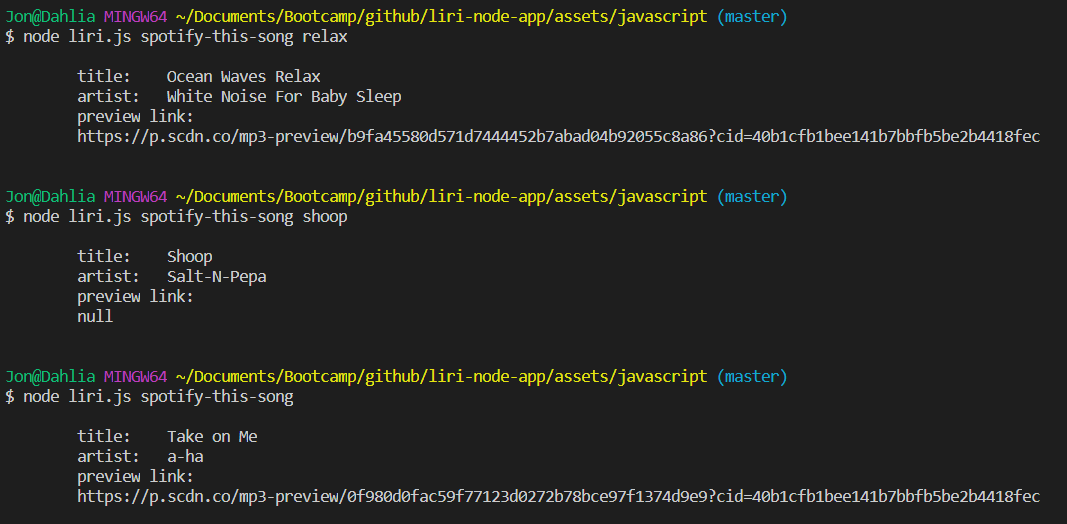 Jon@Dahlia MINGW64 ~/Documents/Bootcamp/github/liri-node-app/assets/javascript (master)
$ node liri.js spotify-this-song relax
title: Ocean Waves Relax
artist: White Noise For Baby Sleep
preview link:
https://p.scdn.co/mp3-preview/b9fa45580d571d7444452b7abad04b92055c8a86?cid=40b1cfb1bee141b7bbfb5be2b4418fec
Jon@Dahlia MINGW64 ~/Documents/Bootcamp/github/liri-node-app/assets/javascript (master)
$ node liri.js spotify-this-song shoop
title: Shoop
artist: Salt-N-Pepa
preview link:
null
Jon@Dahlia MINGW64 ~/Documents/Bootcamp/github/liri-node-app/assets/javascript (master)
$ node liri.js spotify-this-song
title: Take on Me
artist: a-ha
preview link:
https://p.scdn.co/mp3-preview/0f980d0fac59f77123d0272b78bce97f1374d9e9?cid=40b1cfb1bee141b7bbfb5be2b4418fec